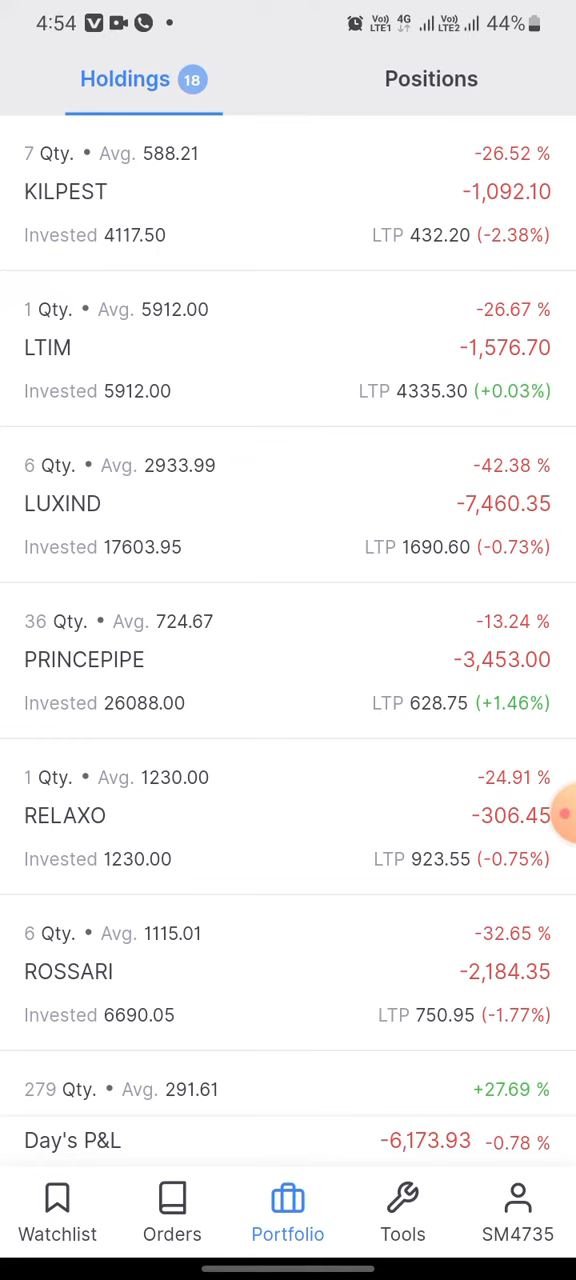 4:54 Vo) LTE1 4G Vo) LTE2 44%
Holdings 18 Positions
7 Qty. • Avg. 588.21 -26.52 %
KILPEST -1,092.10
Invested 4117.50 LTP 432.20 (-2.38%)
1 Qty. • Avg. 5912.00 -26.67 %
LTIM -1,576.70
Invested 5912.00 LTP 4335.30 (+0.03%)
6 Qty. • Avg. 2933.99 -42.38 %
LUXIND -7,460.35
Invested 17603.95 LTP 1690.60 (-0.73%)
36 Qty. • Avg. 724.67 -13.24 %
PRINCEPIPE -3,453.00
Invested 26088.00 LTP 628.75 (+1.46%)
1 Qty. • Avg. 1230.00 -24.91 %
RELAXO -306.45
Invested 1230.00 LTP 923.55 (-0.75%)
6 Qty. • Avg. 1115.01 -32.65 %
ROSSARI -2,184.35
Invested 6690.05 LTP 750.95 (-1.77%)
279 Qty. • Avg. 291.61 +27.69 %
Day's P&L -6,173.93 -0.78 %
Watchlist Orders Portfolio Tools SM4735